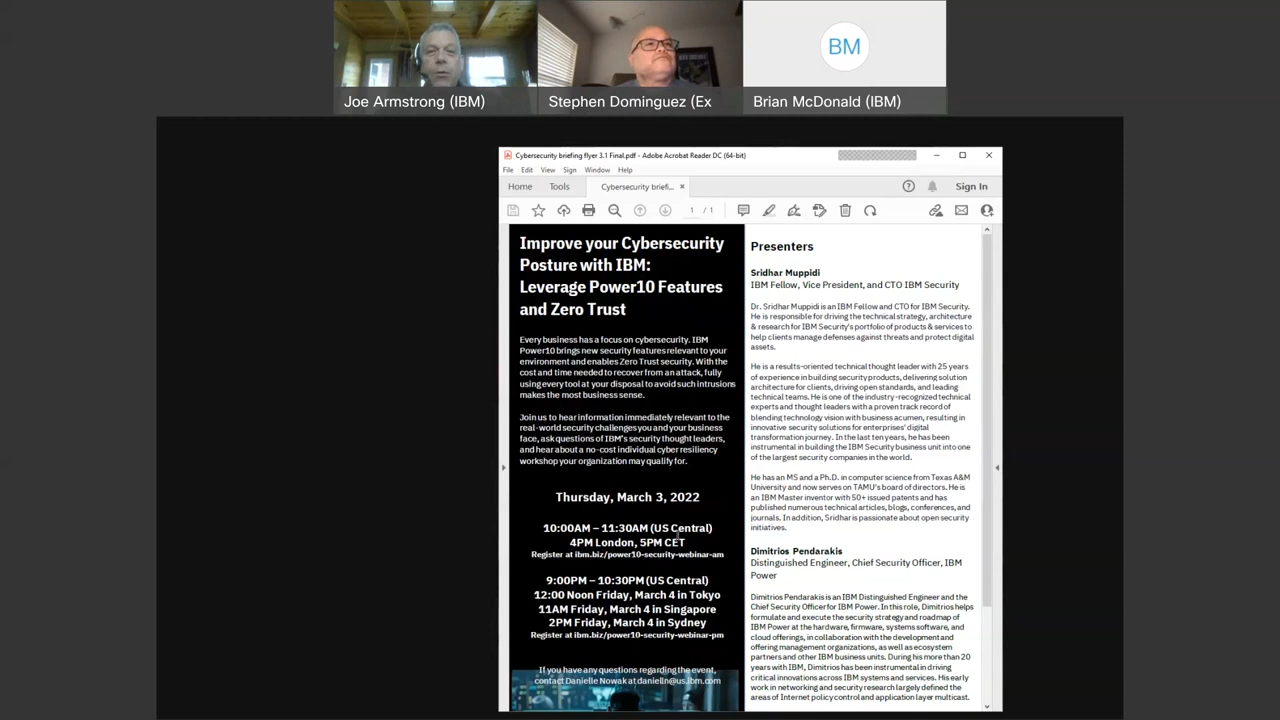 Joe Armstrong (IBM)
Stephen Dominguez (Ex
BM
Brian McDonald (IBM)
Cybersecurity briefing flyer 3.1 Final.pdf - Adobe Acrobat Reader DC (64-bit)
File Edit View Sign Window Help
Home Tools Cybersecurity briefi... Sign In
1 / 1
Improve your Cybersecurity
Posture with IBM:
Leverage Power10 Features
and Zero Trust
Every business has a focus on cybersecurity. IBM
Power10 brings new security features relevant to your
environment and enables Zero Trust security. With the
cost and time needed to recover from an attack, fully
using every tool at your disposal to avoid such intrusions
makes the most business sense.
Join us to hear information immediately relevant to the
real-world security challenges you and your business
face, ask questions of IBM's security thought leaders,
and hear about a no-cost individual cyber resiliency
workshop your organization may qualify for.
Thursday, March 3, 2022
10:00AM – 11:30AM (US Central)
4PM London, 5PM CET
Register at ibm.biz/power10-security-webinar-am
9:00PM – 10:30PM (US Central)
12:00 Noon Friday, March 4 in Tokyo
11AM Friday, March 4 in Singapore
2PM Friday, March 4 in Sydney
Register at ibm.biz/power10-security-webinar-pm
If you have any questions regarding the event,
contact Danielle Nowak at danielln@us.ibm.com
Presenters
Sridhar Muppidi
IBM Fellow, Vice President, and CTO IBM Security
Dr. Sridhar Muppidi is an IBM Fellow and CTO for IBM Security.
He is responsible for driving the technical strategy, architecture
& research for IBM Security's portfolio of products & services to
help clients manage defenses against threats and protect digital
assets.
He is a results-oriented technical thought leader with 25 years
of experience in building security products, delivering solution
architecture for clients, driving open standards, and leading
technical teams. He is one of the industry-recognized technical
experts and thought leaders with a proven track record of
blending technology vision with business acumen, resulting in
innovative security solutions for enterprises' digital
transformation journey. In the last ten years, he has been
instrumental in building the IBM Security business unit into one
of the largest security companies in the world.
He has an MS and a Ph.D. in computer science from Texas A&M
University and now serves on TAMU's board of directors. He is
an IBM Master inventor with 50+ issued patents and has
published numerous technical articles, blogs, conferences, and
journals. In addition, Sridhar is passionate about open security
initiatives.
Dimitrios Pendarakis
Distinguished Engineer, Chief Security Officer, IBM
Power
Dimitrios Pendarakis is an IBM Distinguished Engineer and the
Chief Security Officer for IBM Power. In this role, Dimitrios helps
formulate and execute the security strategy and roadmap of
IBM Power at the hardware, firmware, systems software, and
cloud offerings, in collaboration with the development and
offering management organizations, as well as ecosystem
partners and other IBM business units. During his more than 20
years with IBM, Dimitrios has been instrumental in driving
critical innovations across IBM systems and services. His early
work in networking and security research largely defined the
areas of Internet policy control and application layer multicast.